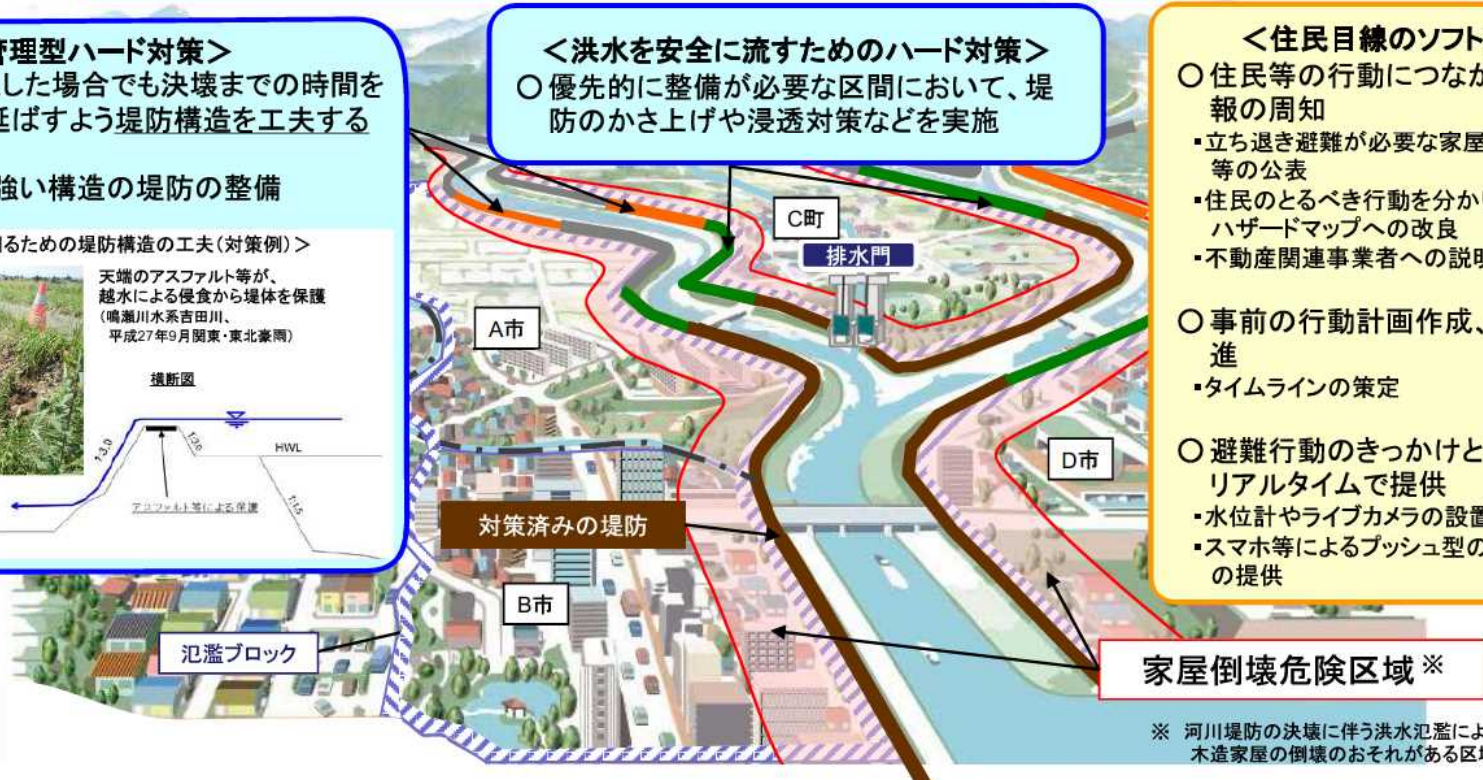 管理型ハード対策＞
した場合でも決壊までの時間を
延ばすよう堤防構造を工夫する
強い構造の堤防の整備
るための堤防構造の工夫(対策例)＞
天端のアスファルト等が、
越水による侵食から堤体を保護
(鳴瀬川水系吉田川、
平成27年9月関東・東北豪雨)
横断図
1:3.0
1:3.0
HWL
1:1.5
アスファルト等による保護
＜洪水を安全に流すためのハード対策＞
○優先的に整備が必要な区間において、堤
防のかさ上げや浸透対策などを実施
＜住民目線のソフト
○住民等の行動につなが
報の周知
▪立ち退き避難が必要な家屋
等の公表
▪住民のとるべき行動を分かり
ハザードマップへの改良
▪不動産関連事業者への説明
○事前の行動計画作成、
進
▪タイムラインの策定
○避難行動のきっかけと
リアルタイムで提供
▪水位計やライブカメラの設置
▪スマホ等によるプッシュ型の
の提供
C町
排水門
A市
D市
対策済みの堤防
B市
氾濫ブロック
家屋倒壊危険区域※
※ 河川堤防の決壊に伴う洪水氾濫によ
木造家屋の倒壊のおそれがある区域